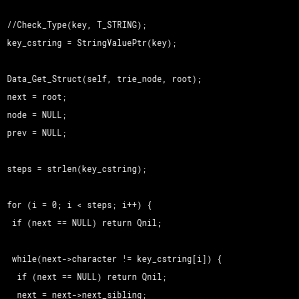 //Check_Type(key, T_STRING);
key_cstring = StringValuePtr(key);
Data_Get_Struct(self, trie_node, root);
next = root;
node = NULL;
prev = NULL;
steps = strlen(key_cstring);
for (i = 0; i < steps; i++) {
if (next == NULL) return Qnil;
while(next->character != key_cstring[i]) {
if (next == NULL) return Qnil;
next = next->next_sibling;